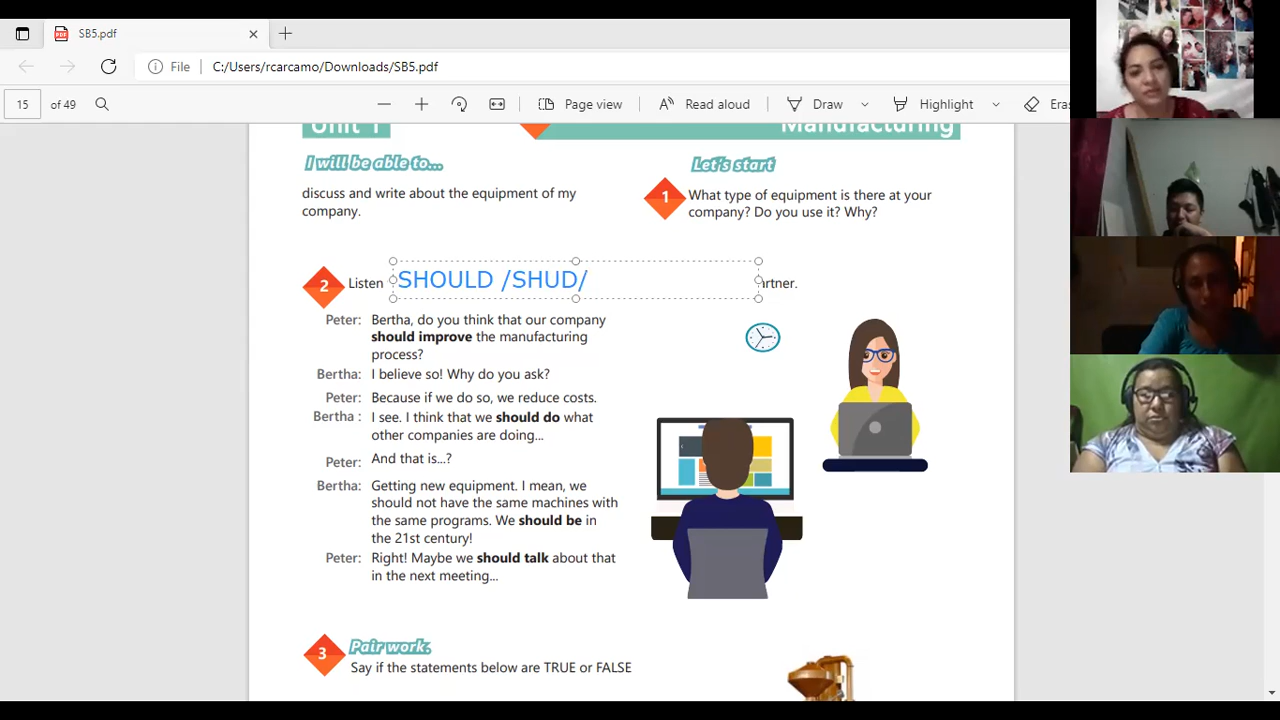 SB5.pdf
File C:/Users/rcarcamo/Downloads/SB5.pdf
15 of 49 Page view Read aloud Draw Highlight Eras
Unit 1 Manufacturing
I will be able to... Let's start
discuss and write about the equipment of my
company.
1 What type of equipment is there at your
company? Do you use it? Why?
2 Listen SHOULD /SHUD/ artner.
Peter: Bertha, do you think that our company
should improve the manufacturing
process?
Bertha: I believe so! Why do you ask?
Peter: Because if we do so, we reduce costs.
Bertha : I see. I think that we should do what
other companies are doing...
Peter: And that is...?
Bertha: Getting new equipment. I mean, we
should not have the same machines with
the same programs. We should be in
the 21st century!
Peter: Right! Maybe we should talk about that
in the next meeting...
3 Pair work.
Say if the statements below are TRUE or FALSE